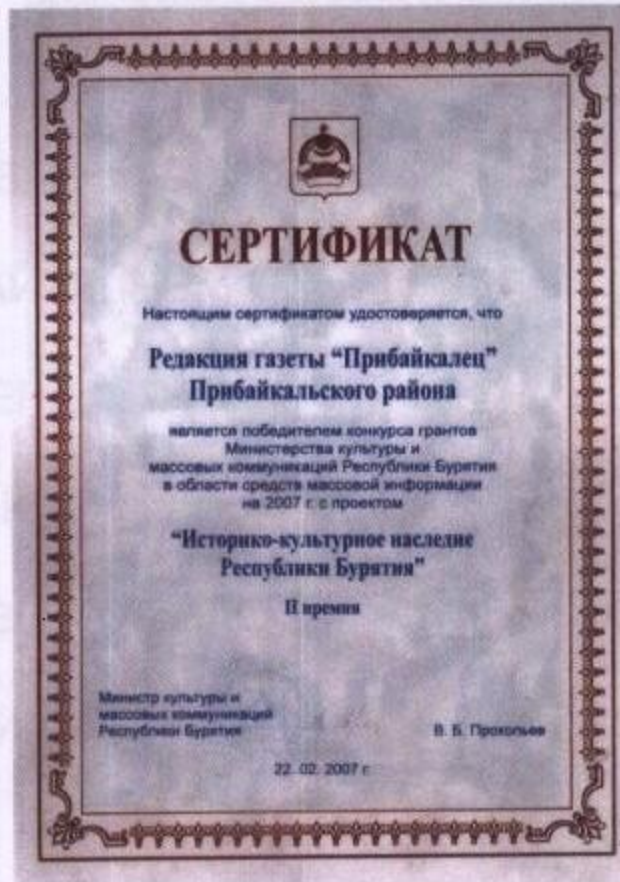 СЕРТИФИКАТ
Настоящим сертификатом удостоверяется, что
Редакция газеты “Прибайкалец”
Прибайкальского района
является победителем конкурса грантов
Министерства культуры и
массовых коммуникаций Республики Бурятия
в области средств массовой информации
на 2007 г. с проектом
“Историко-культурное наследие
Республики Бурятия”
II премия
Министр культуры и
массовых коммуникаций
Республики Бурятия
В. Б. Прокопьев
22. 02. 2007 г.